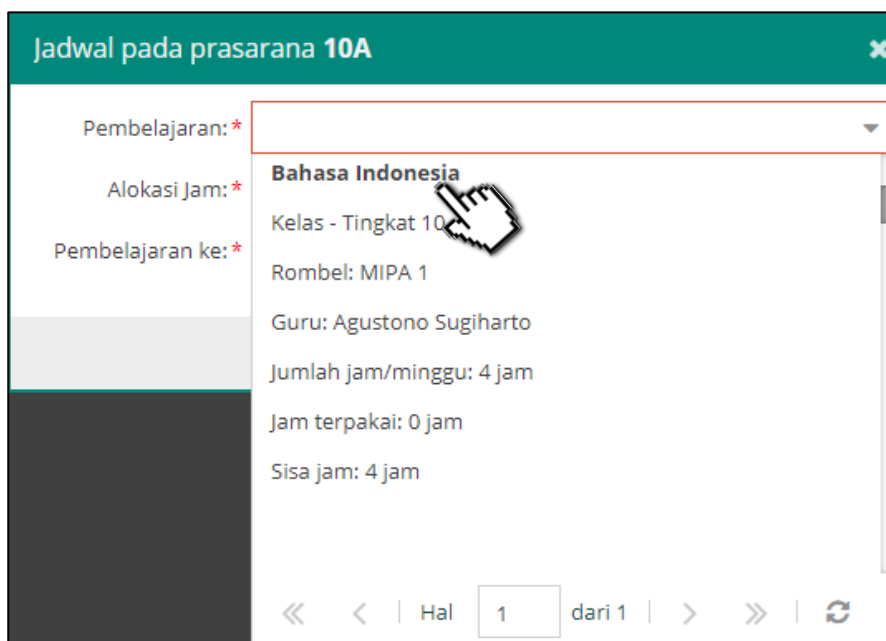 Jadwal pada prasarana 10A
Pembelajaran:*
Bahasa Indonesia
Alokasi Jam:*
Kelas - Tingkat 10
Pembelajaran ke:*
Rombel: MIPA 1
Guru: Agustono Sugiharto
Jumlah jam/minggu: 4 jam
Jam terpakai: 0 jam
Sisa jam: 4 jam
Hal 1 dari 1